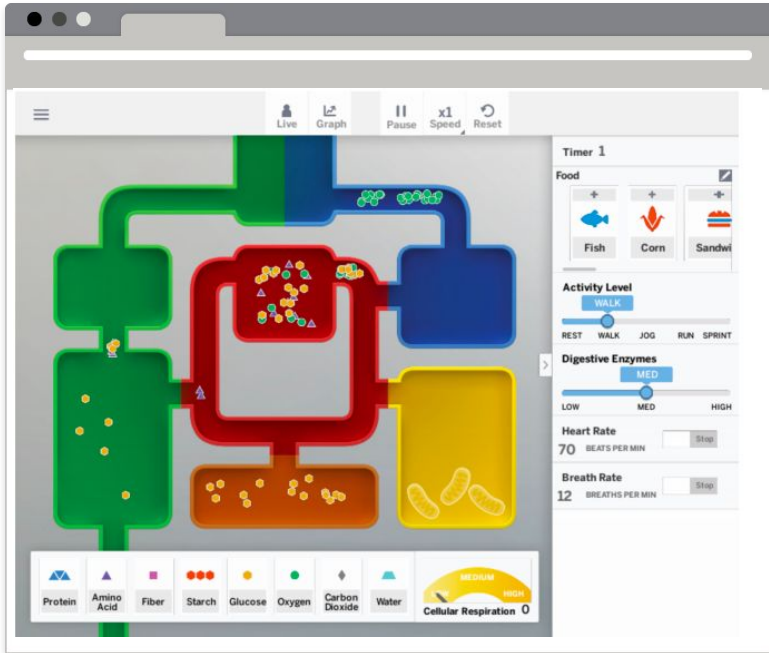 Live Graph Pause x1 Speed Reset
Timer 1
Food
Fish Corn Sandwi
Activity Level
WALK
REST WALK JOG RUN SPRINT
Digestive Enzymes
MED
LOW MED HIGH
Heart Rate
70 BEATS PER MIN Stop
Breath Rate
12 BREATHS PER MIN Stop
Protein Amino Acid Fiber Starch Glucose Oxygen Carbon Dioxide Water
MEDIUM
LOW HIGH
Cellular Respiration 0